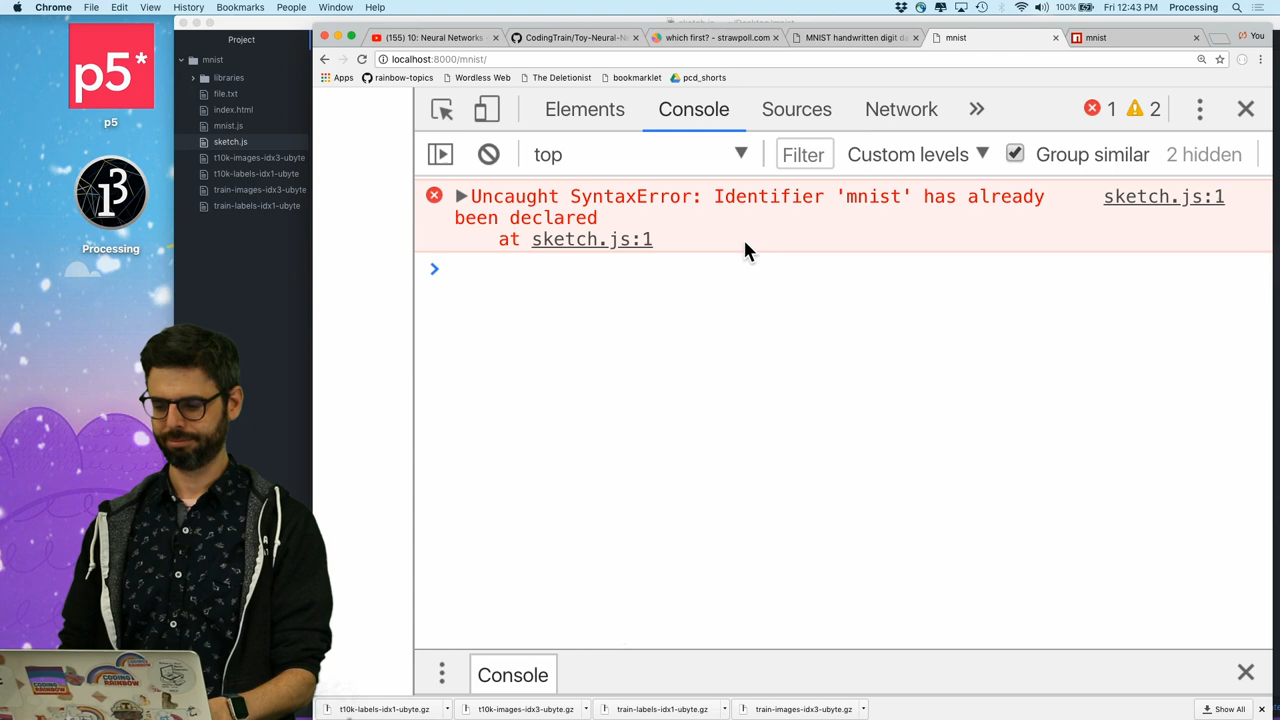 Chrome File Edit View History Bookmarks People Window Help
100% Fri 12:43 PM Processing
p5*
p5
Processing
Project
mnist
libraries
file.txt
index.html
mnist.js
sketch.js
t10k-images-idx3-ubyte
t10k-labels-idx1-ubyte
train-images-idx3-ubyte
train-labels-idx1-ubyte
(155) 10: Neural Networks - CodingTrain/Toy-Neural-Ne which first? - strawpoll.com MNIST handwritten digit da mnist mnist You
localhost:8000/mnist/
Apps rainbow-topics Wordless Web The Deletionist bookmarklet pcd_shorts
Elements Console Sources Network » 1 2
top Filter Custom levels Group similar 2 hidden
Uncaught SyntaxError: Identifier 'mnist' has already sketch.js:1
been declared
at sketch.js:1
Console
t10k-labels-idx1-ubyte.gz t10k-images-idx3-ubyte.gz train-labels-idx1-ubyte.gz train-images-idx3-ubyte.gz Show All
CODING RAINBOW